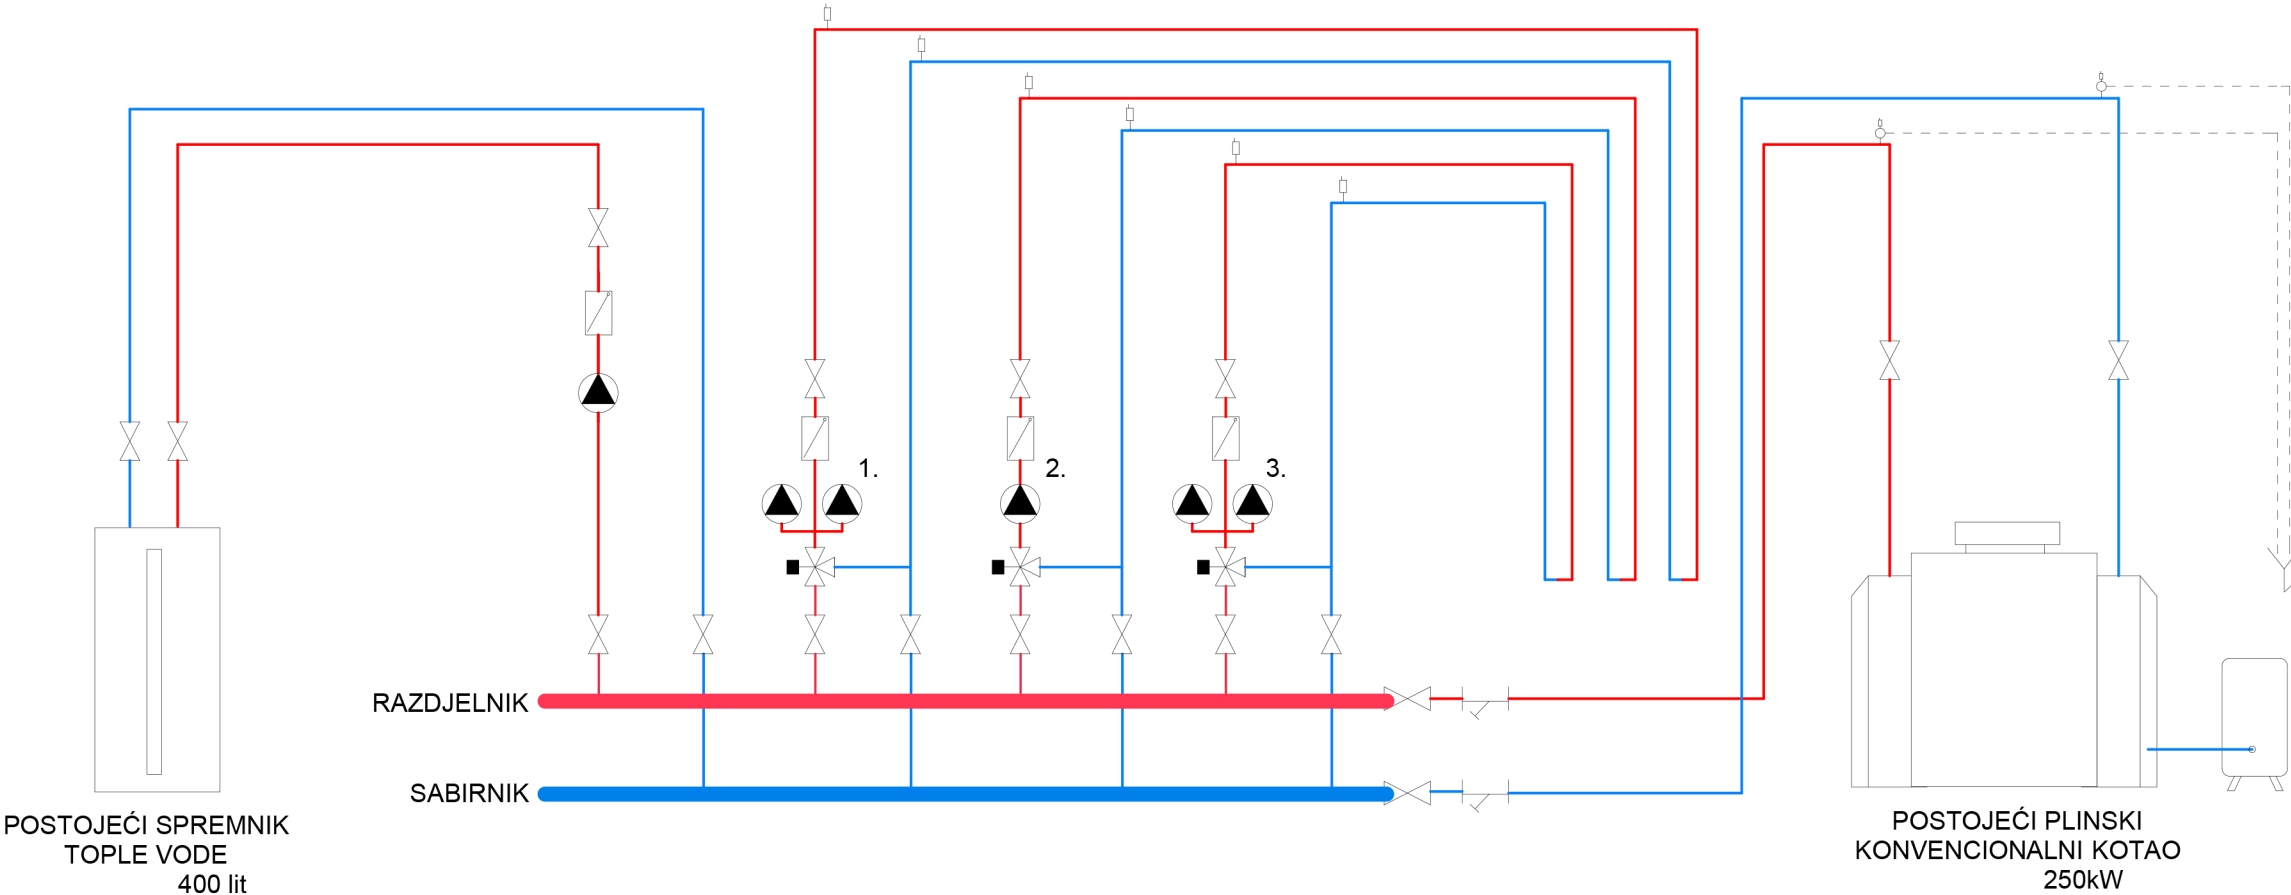 1.
2.
3.
RAZDJELNIK
SABIRNIK
POSTOJEĆI SPREMNIK
TOPLE VODE
400 lit
POSTOJEĆI PLINSKI
KONVENCIONALNI KOTAO
250kW